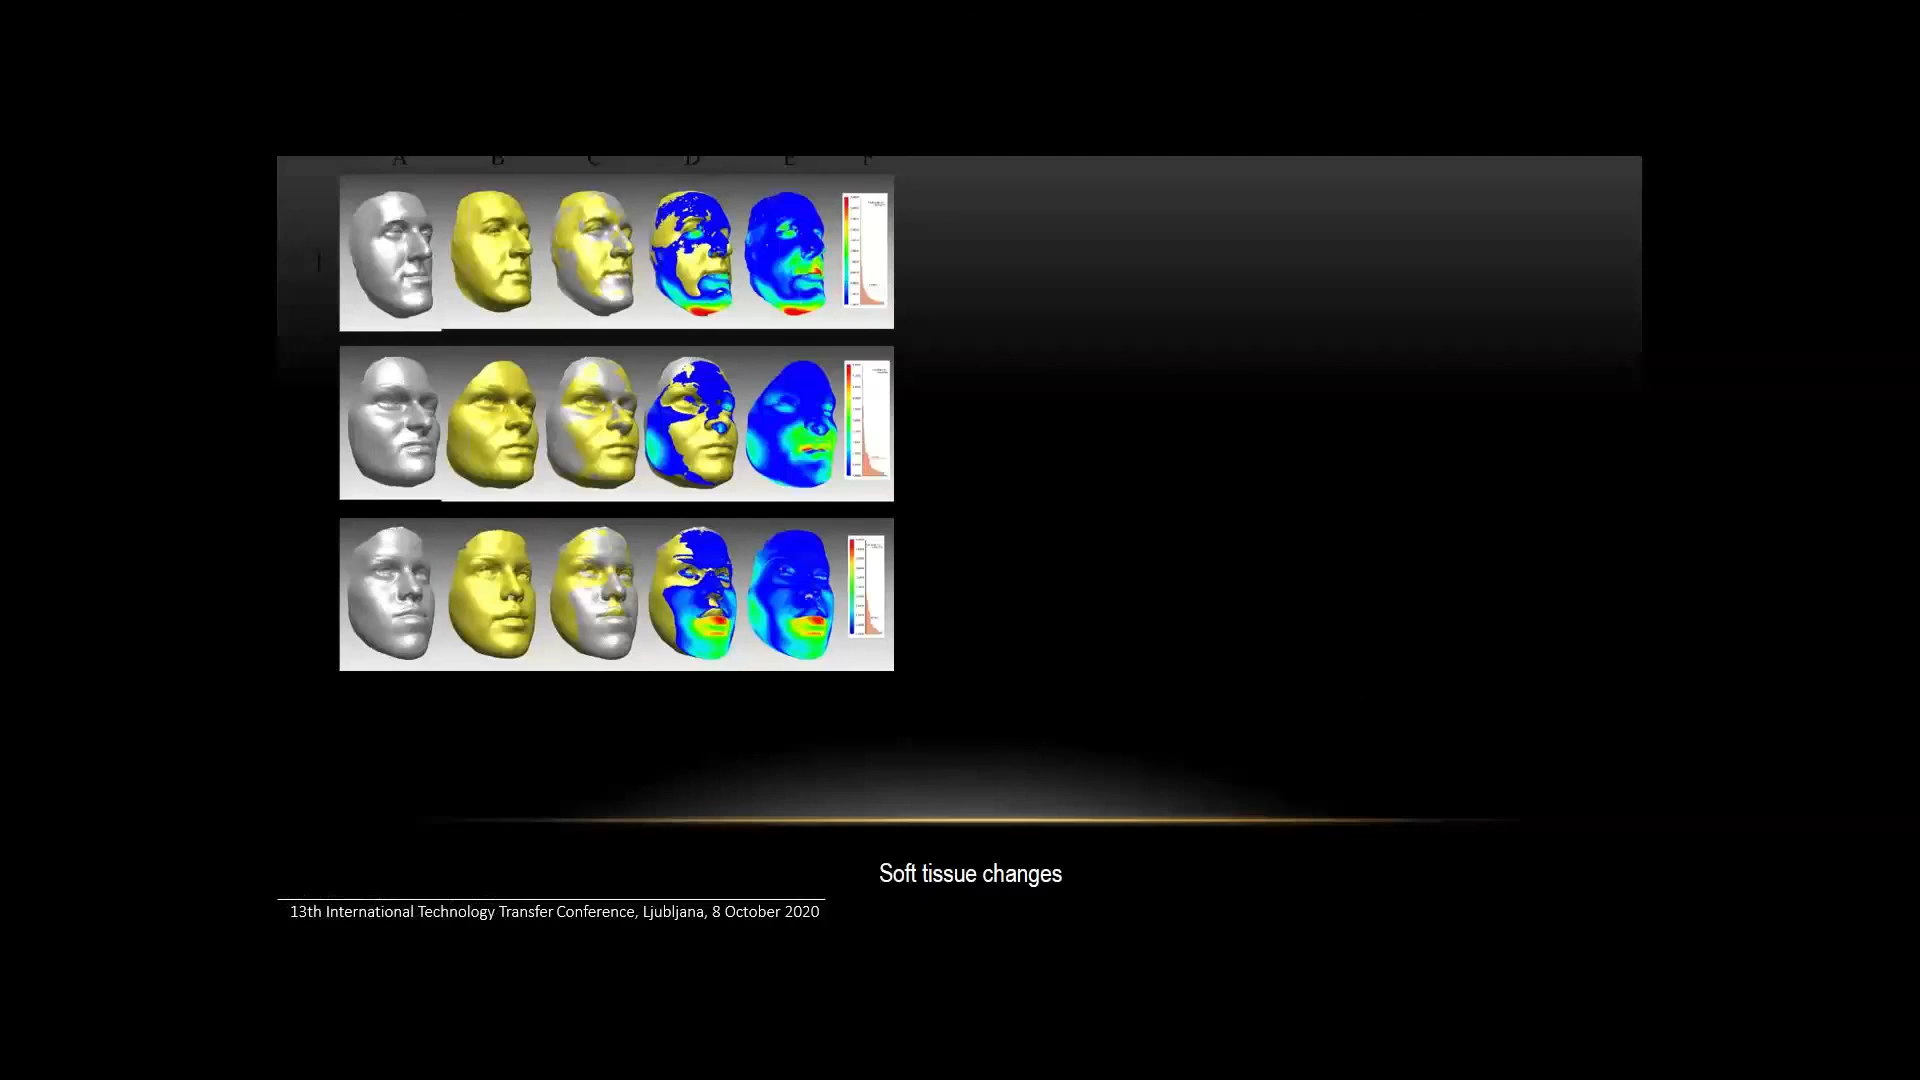 A B C D E F
I
Soft tissue changes
13th International Technology Transfer Conference, Ljubljana, 8 October 2020